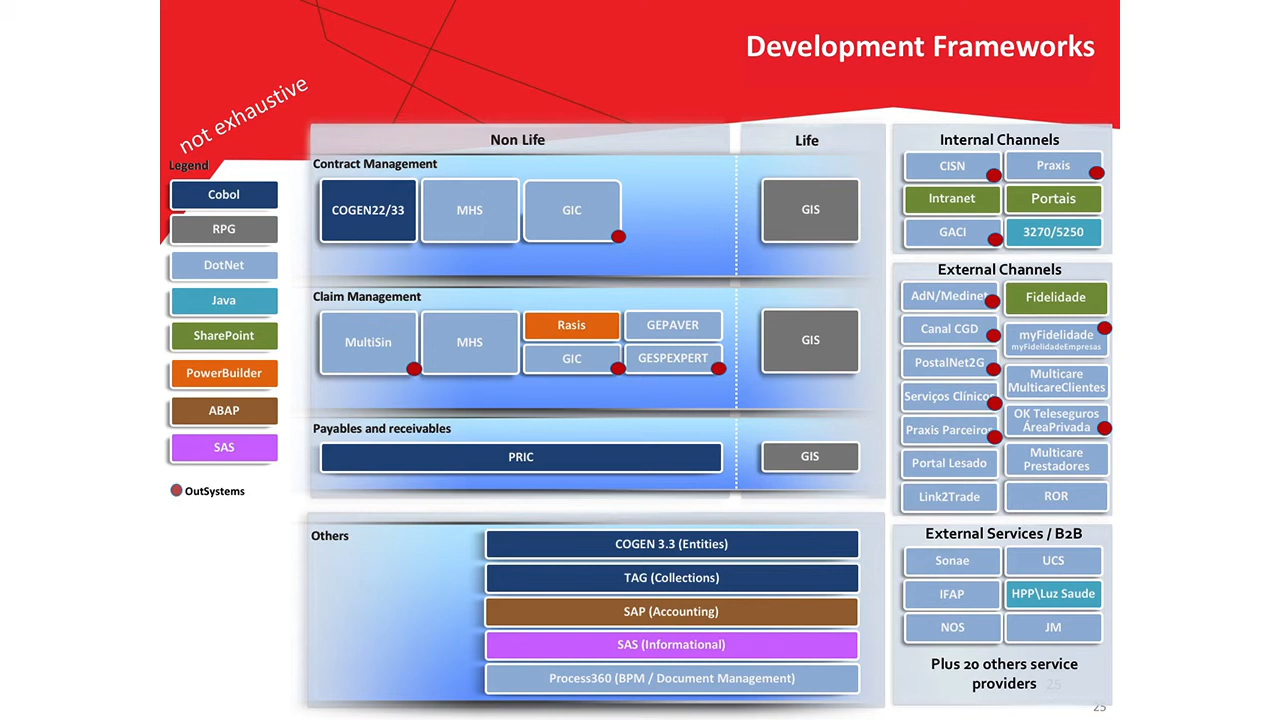 Development Frameworks
not exhaustive
Legend
Cobol
RPG
DotNet
Java
SharePoint
PowerBuilder
ABAP
SAS
OutSystems
Non Life
Life
Contract Management
COGEN22/33
MHS
GIC
GIS
Claim Management
MultiSin
MHS
Rasis
GEPAVER
GIC
GESPEXPERT
GIS
Payables and receivables
PRIC
GIS
Others
COGEN 3.3 (Entities)
TAG (Collections)
SAP (Accounting)
SAS (Informational)
Process360 (BPM / Document Management)
Internal Channels
CISN
Praxis
Intranet
Portais
GACI
3270/5250
External Channels
AdN/Medinet
Fidelidade
Canal CGD
myFidelidade
myFidelidadeEmpresas
PostalNet2G
Multicare
MulticareClientes
Serviços Clínicos
OK Teleseguros
ÁreaPrivada
Praxis Parceiros
Portal Lesado
Multicare
Prestadores
Link2Trade
ROR
External Services / B2B
Sonae
UCS
IFAP
HPP\Luz Saude
NOS
JM
Plus 20 others service
providers 25
25